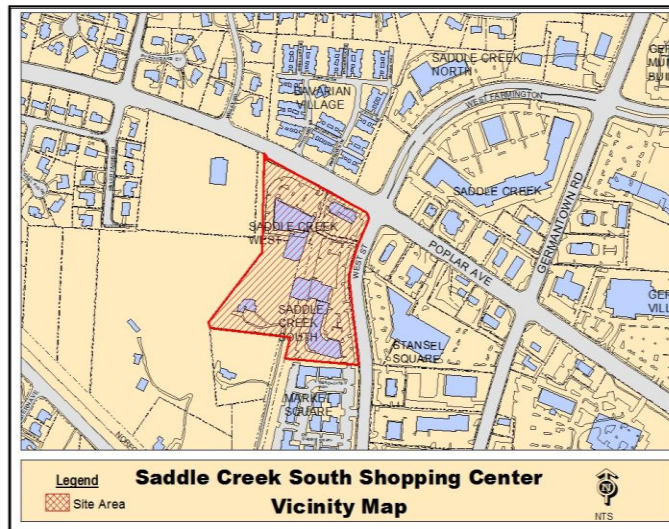 SADDLE CREEK
NORTH
BAVARIAN
VILLAGE
WEST FARMINGTON
SADDLE CREEK
GERMANTOWN RD
POPLAR AVE
SADDLE CREEK
WEST
WEST ST
SADDLE
CREEK
SOUTH
STANSEL
SQUARE
MARKET
SQUARE
Legend
Site Area
Saddle Creek South Shopping Center
Vicinity Map
N
NTS